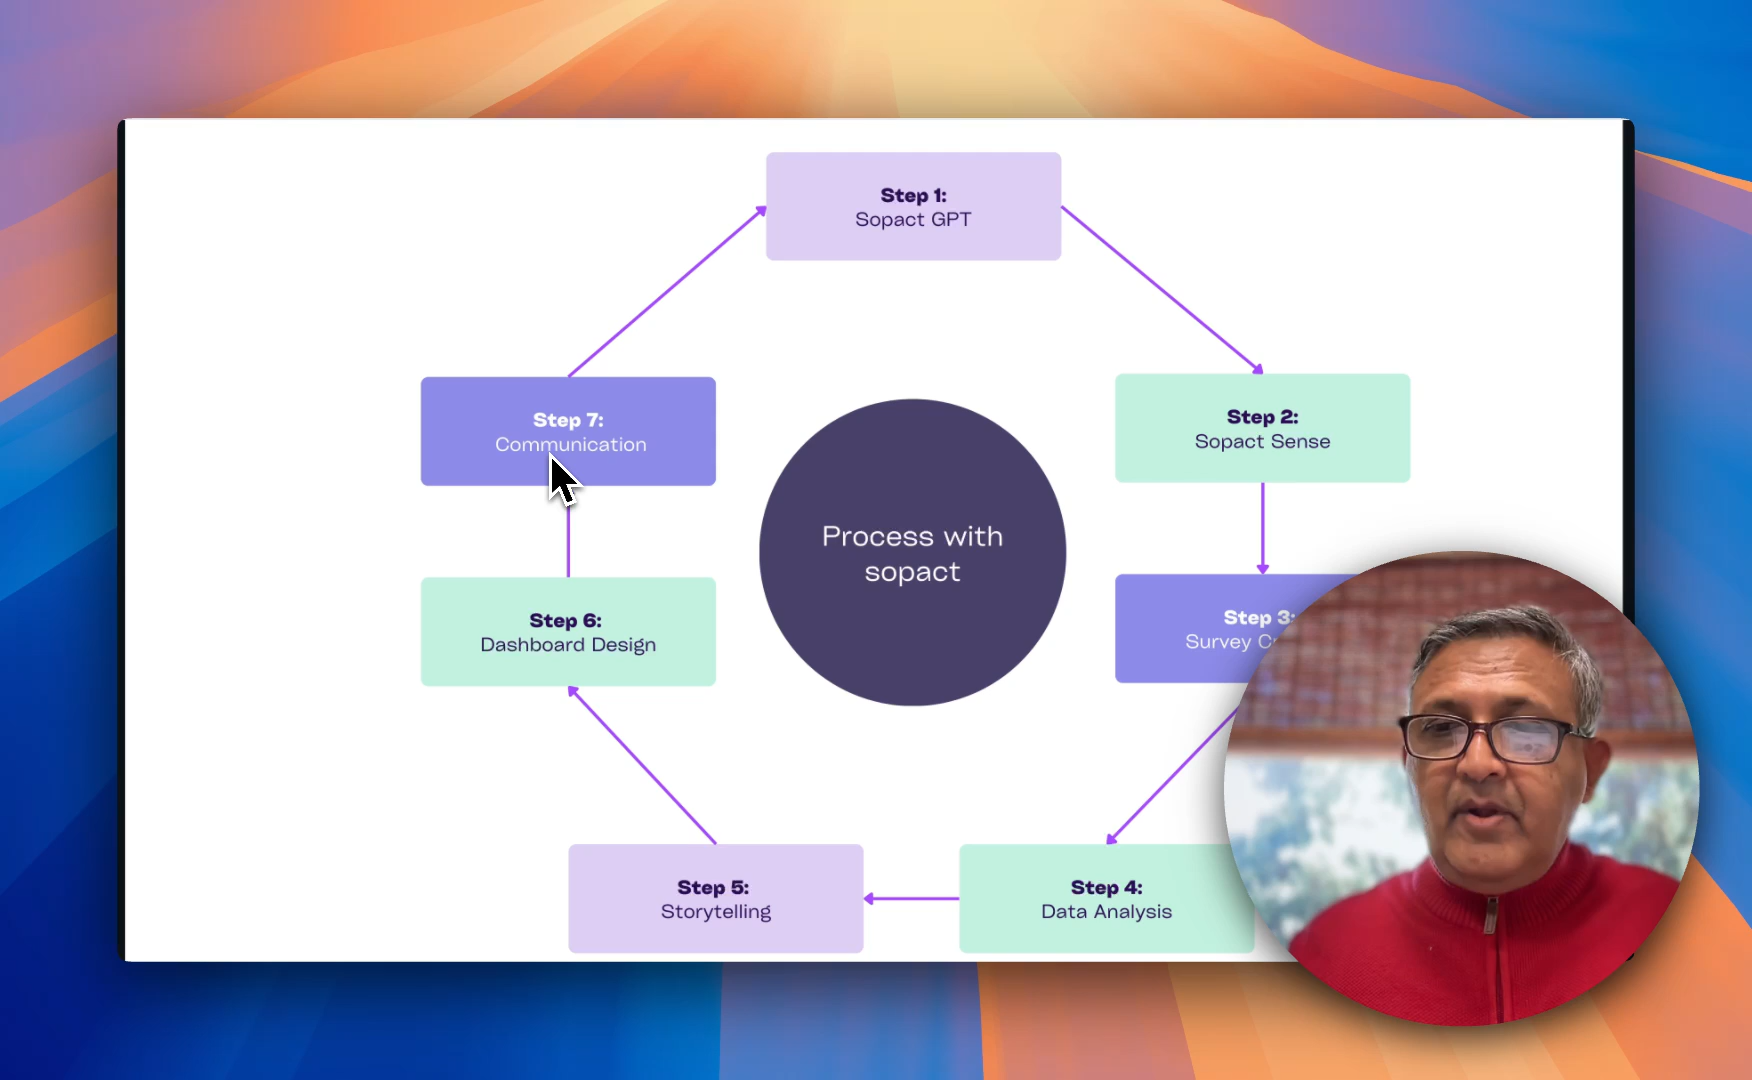 Step 1:
Sopact GPT
Step 7:
Communication
Step 2:
Sopact Sense
Process with
sopact
Step 3:
Survey
Step 6:
Dashboard Design
Step 5:
Storytelling
Step 4:
Data Analysis